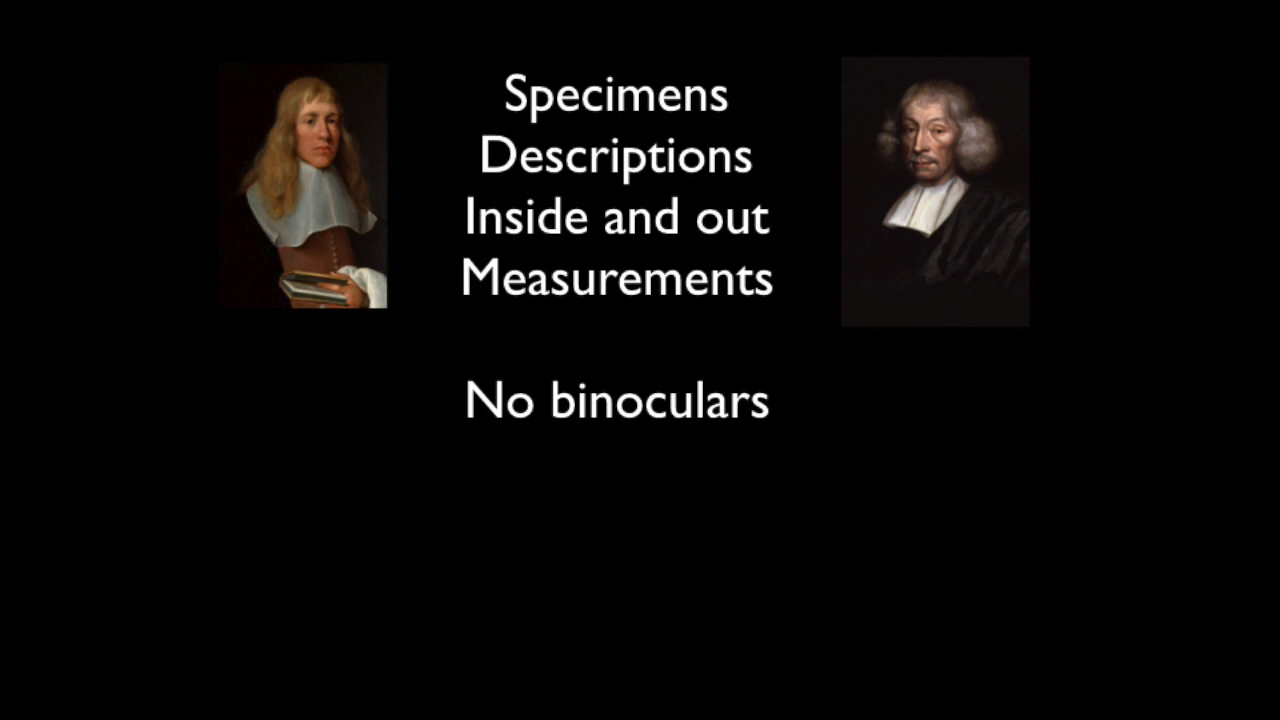 Specimens
Descriptions
Inside and out
Measurements
No binoculars